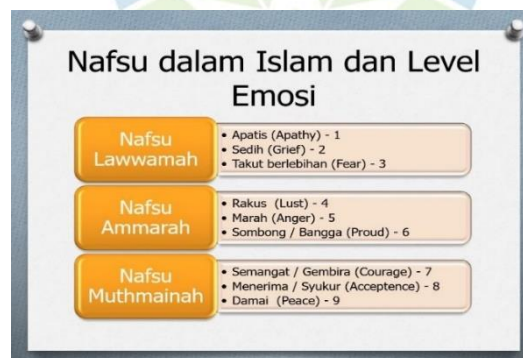 Nafsu dalam Islam dan Level
Emosi
Nafsu
Lawwamah
• Apatis (Apathy) - 1
• Sedih (Grief) - 2
• Takut berlebihan (Fear) - 3
Nafsu
Ammarah
• Rakus (Lust) - 4
• Marah (Anger) - 5
• Sombong / Bangga (Proud) - 6
Nafsu
Muthmainah
• Semangat / Gembira (Courage) - 7
• Menerima / Syukur (Acceptence) - 8
• Damai (Peace) - 9